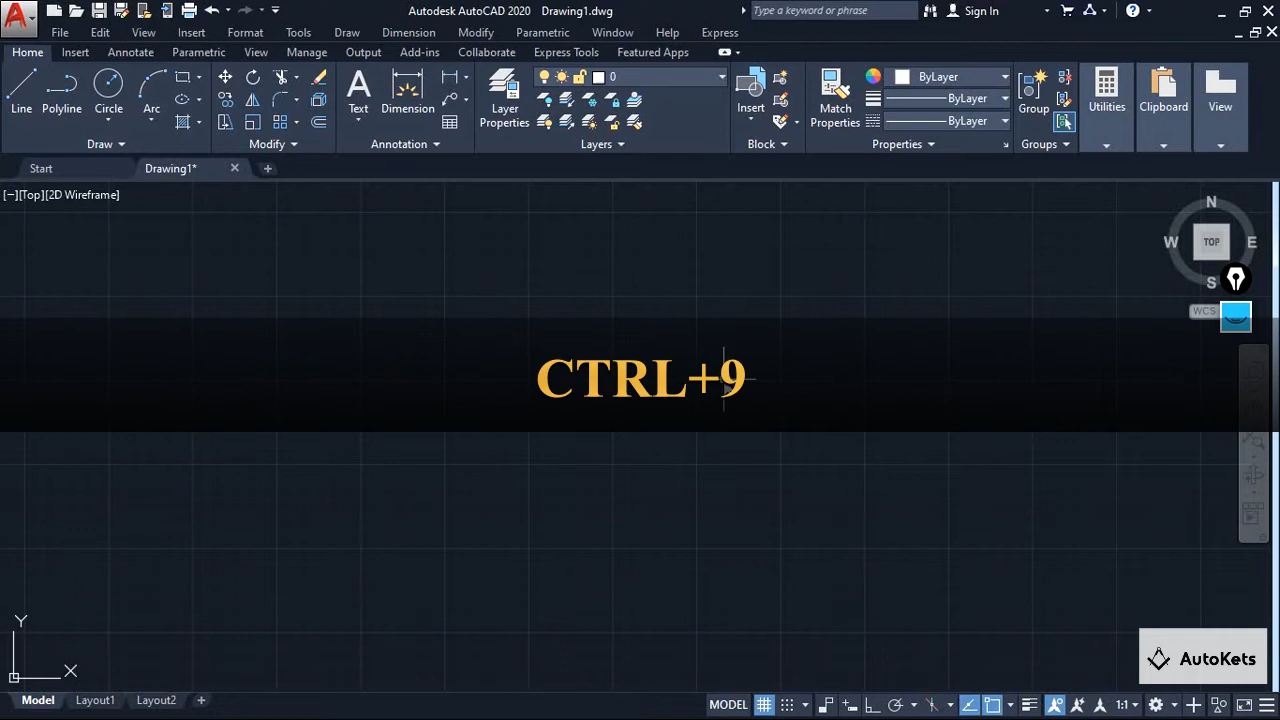 Autodesk AutoCAD 2020 Drawing1.dwg
Type a keyword or phrase
Sign In
File Edit View Insert Format Tools Draw Dimension Modify Parametric Window Help Express
Home Insert Annotate Parametric View Manage Output Add-ins Collaborate Express Tools Featured Apps
Line Polyline Circle Arc
Text Dimension
Layer
Properties
0
Insert
Match
Properties
ByLayer
ByLayer
ByLayer
Group
Utilities
Clipboard
View
Draw Modify Annotation Layers Block Properties Groups
Start Drawing1*
[−][Top][2D Wireframe]
N
W TOP E
S
WCS
CTRL+9
Y
X
AutoKets
Model Layout1 Layout2
MODEL
1:1